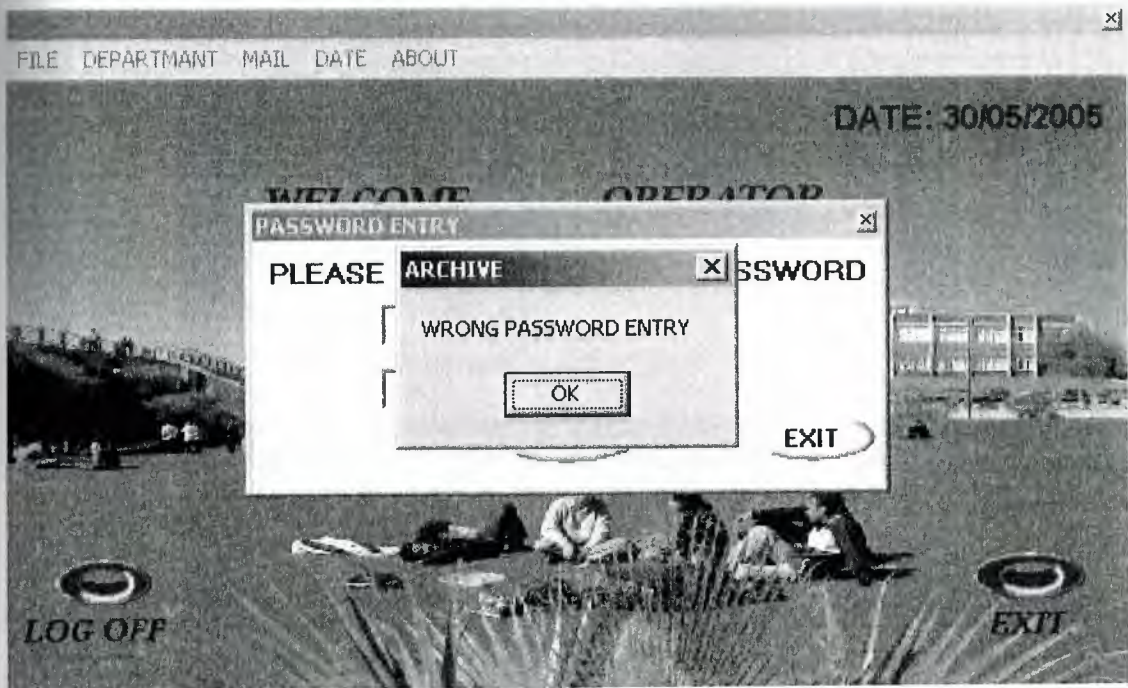 FILE DEPARTMANT MAIL DATE ABOUT
DATE: 30/05/2005
WELCOME OPERATOR
PASSWORD ENTRY
PLEASE SSWORD
ARCHIVE
WRONG PASSWORD ENTRY
OK
EXIT
LOG OFF
EXIT